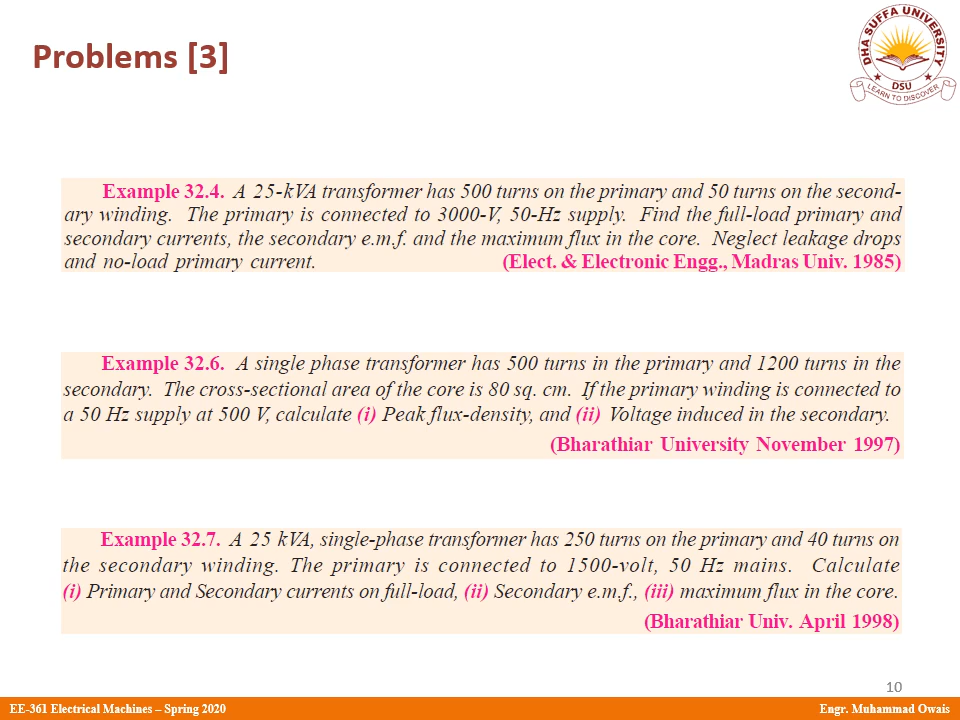 Problems [3]
DHA SUFFA UNIVERSITY
DSU
LEARN TO DISCOVER
Example 32.4. A 25-kVA transformer has 500 turns on the primary and 50 turns on the second-
ary winding. The primary is connected to 3000-V, 50-Hz supply. Find the full-load primary and
secondary currents, the secondary e.m.f. and the maximum flux in the core. Neglect leakage drops
and no-load primary current. (Elect. & Electronic Engg., Madras Univ. 1985)
Example 32.6. A single phase transformer has 500 turns in the primary and 1200 turns in the
secondary. The cross-sectional area of the core is 80 sq. cm. If the primary winding is connected to
a 50 Hz supply at 500 V, calculate (i) Peak flux-density, and (ii) Voltage induced in the secondary.
(Bharathiar University November 1997)
Example 32.7. A 25 kVA, single-phase transformer has 250 turns on the primary and 40 turns on
the secondary winding. The primary is connected to 1500-volt, 50 Hz mains. Calculate
(i) Primary and Secondary currents on full-load, (ii) Secondary e.m.f., (iii) maximum flux in the core.
(Bharathiar Univ. April 1998)
10
EE-361 Electrical Machines – Spring 2020
Engr. Muhammad Owais